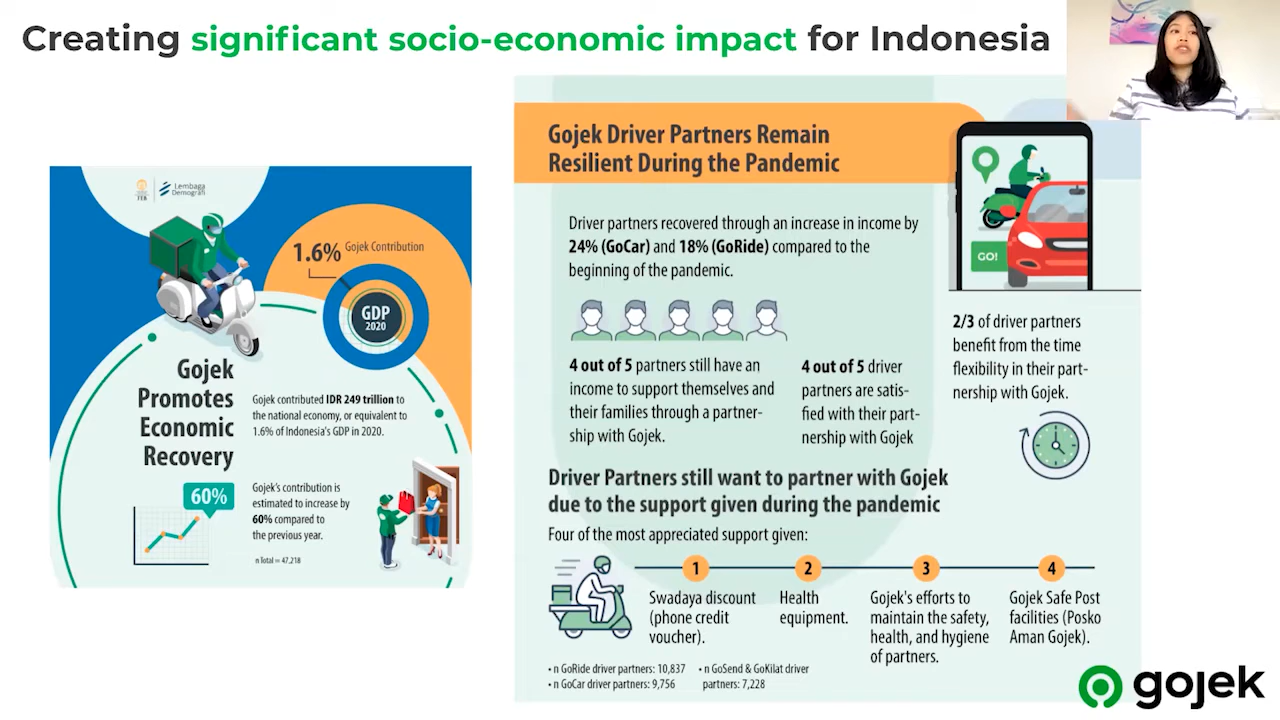 Creating significant socio-economic impact for Indonesia
Lembaga
Demografi
1.6% Gojek Contribution
GDP
2020
Gojek
Promotes
Economic
Recovery
Gojek contributed IDR 249 trillion to
the national economy, or equivalent to
1.6% of Indonesia's GDP in 2020.
60%
Gojek's contribution is
estimated to increase by
60% compared to
the previous year.
n Total = 47,218
Gojek Driver Partners Remain
Resilient During the Pandemic
Driver partners recovered through an increase in income by
24% (GoCar) and 18% (GoRide) compared to the
beginning of the pandemic.
4 out of 5 partners still have an
income to support themselves and
their families through a partner-
ship with Gojek.
4 out of 5 driver
partners are satis-
fied with their part-
nership with Gojek
GO!
2/3 of driver partners
benefit from the time
flexibility in their part-
nership with Gojek.
Driver Partners still want to partner with Gojek
due to the support given during the pandemic
Four of the most appreciated support given:
1
Swadaya discount
(phone credit
voucher).
2
Health
equipment.
3
Gojek's efforts to
maintain the safety,
health, and hygiene
of partners.
4
Gojek Safe Post
facilities (Posko
Aman Gojek).
• n GoRide driver partners: 10,837
• n GoCar driver partners: 9,756
• n GoSend & GoKilat driver
partners: 7,228
gojek